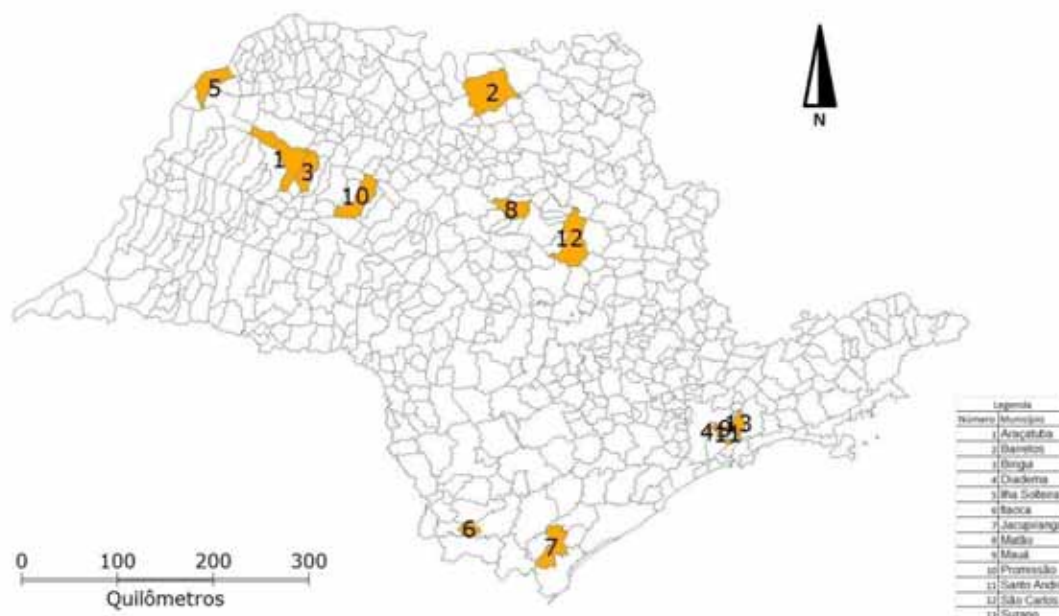 5
2
N
1
3
10
8
12
13
4 9
11
6
7
0 100 200 300
Quilômetros
Legenda
Número Município
1 Araçatuba
2 Barretos
3 Birigui
4 Diadema
5 Ilha Solteira
6 Itaoca
7 Jacupiranga
8 Matão
9 Mauá
10 Promissão
11 Santo Andr
12 São Carlos
13 Suzano